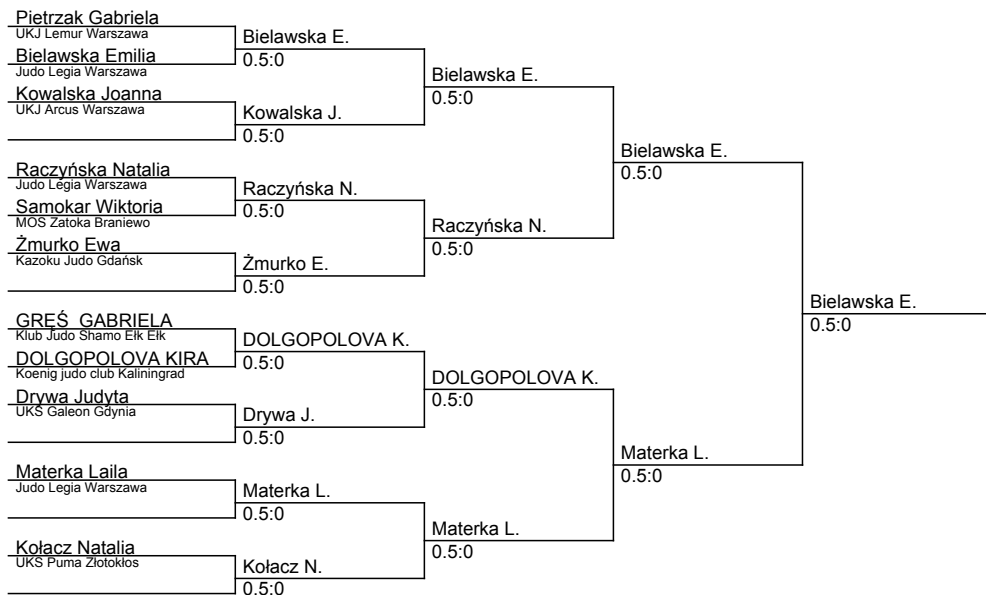 Pietrzak Gabriela
UKJ Lemur Warszawa
Bielawska E.
0.5:0
Bielawska Emilia
Judo Legia Warszawa
Bielawska E.
0.5:0
Kowalska Joanna
UKJ Arcus Warszawa
Kowalska J.
0.5:0
Bielawska E.
0.5:0
Raczyńska Natalia
Judo Legia Warszawa
Raczyńska N.
0.5:0
Samokar Wiktoria
MOS Zatoka Braniewo
Raczyńska N.
0.5:0
Żmurko Ewa
Kazoku Judo Gdańsk
Żmurko E.
0.5:0
Bielawska E.
0.5:0
GRĘŚ GABRIELA
Klub Judo Shamo Ełk Ełk
DOLGOPOLOVA K.
0.5:0
DOLGOPOLOVA KIRA
Koenig judo club Kaliningrad
DOLGOPOLOVA K.
0.5:0
Drywa Judyta
UKS Galeon Gdynia
Drywa J.
0.5:0
Materka L.
0.5:0
Materka Laila
Judo Legia Warszawa
Materka L.
0.5:0
Materka L.
0.5:0
Kołacz Natalia
UKS Puma Złotokłos
Kołacz N.
0.5:0